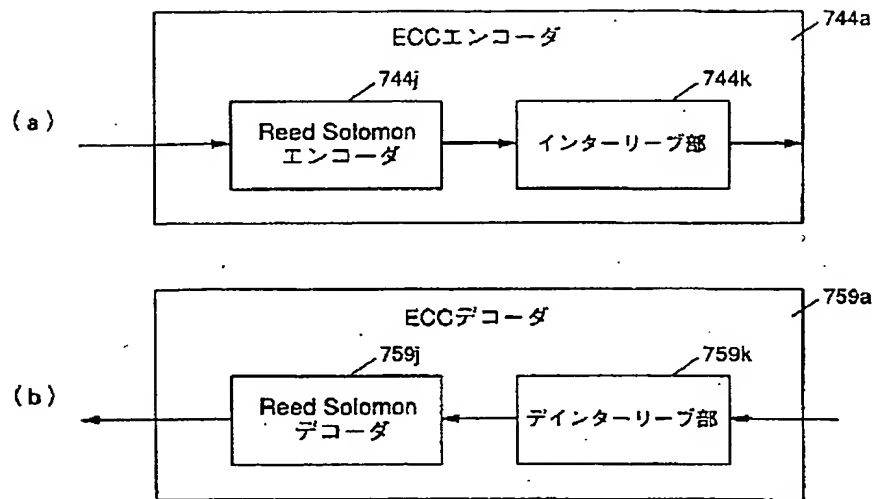 ECCエンコーダ
744a
744j
744k
(a)
Reed Solomon
エンコーダ
インターリーブ部
ECCデコーダ
759a
759j
759k
(b)
Reed Solomon
デコーダ
デインターリーブ部